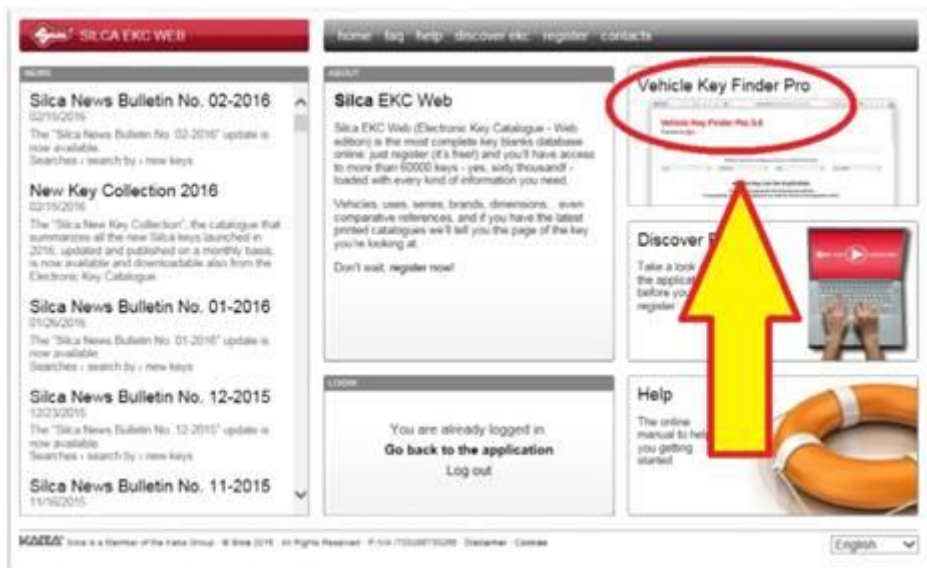 Silca
SILCA EKC WEB
home faq help discover ekc register contacts
NEWS
Silca News Bulletin No. 02-2016
02/15/2016
The "Silca News Bulletin No. 02-2016" update is
now available.
Searches › search by › new keys
New Key Collection 2016
02/15/2016
The "Silca New Key Collection", the catalogue that
summarizes all the new Silca keys launched in
2016, updated and published on a monthly basis,
is now available and downloadable also from the
Electronic Key Catalogue.
Silca News Bulletin No. 01-2016
01/26/2016
The "Silca News Bulletin No. 01-2016" update is
now available.
Searches › search by › new keys
Silca News Bulletin No. 12-2015
12/23/2015
The "Silca News Bulletin No. 12-2015" update is
now available.
Searches › search by › new keys
Silca News Bulletin No. 11-2015
11/16/2015
ABOUT
Silca EKC Web
Silca EKC Web (Electronic Key Catalogue - Web
edition) is the most complete key blanks database
online: just register (it's free!) and you'll have access
to more than 60000 keys - yes, sixty thousand! -
loaded with every kind of information you need.
Vehicles, uses, series, brands, dimensions... even
comparative references, and if you have the latest
printed catalogues we'll tell you the page of the key
you're looking at.
Don't wait, register now!
LOGIN
You are already logged in
Go back to the application
Log out
Vehicle Key Finder Pro
Vehicle Key Finder Pro 3.0
Discover
Take a look
the applicat
before you
register
Help
The online
manual to help
you getting
started
KABA Silca is a Member of the Kaba Group · © Silca 2016 · All Rights Reserved · Disclaimer · Cookies
English